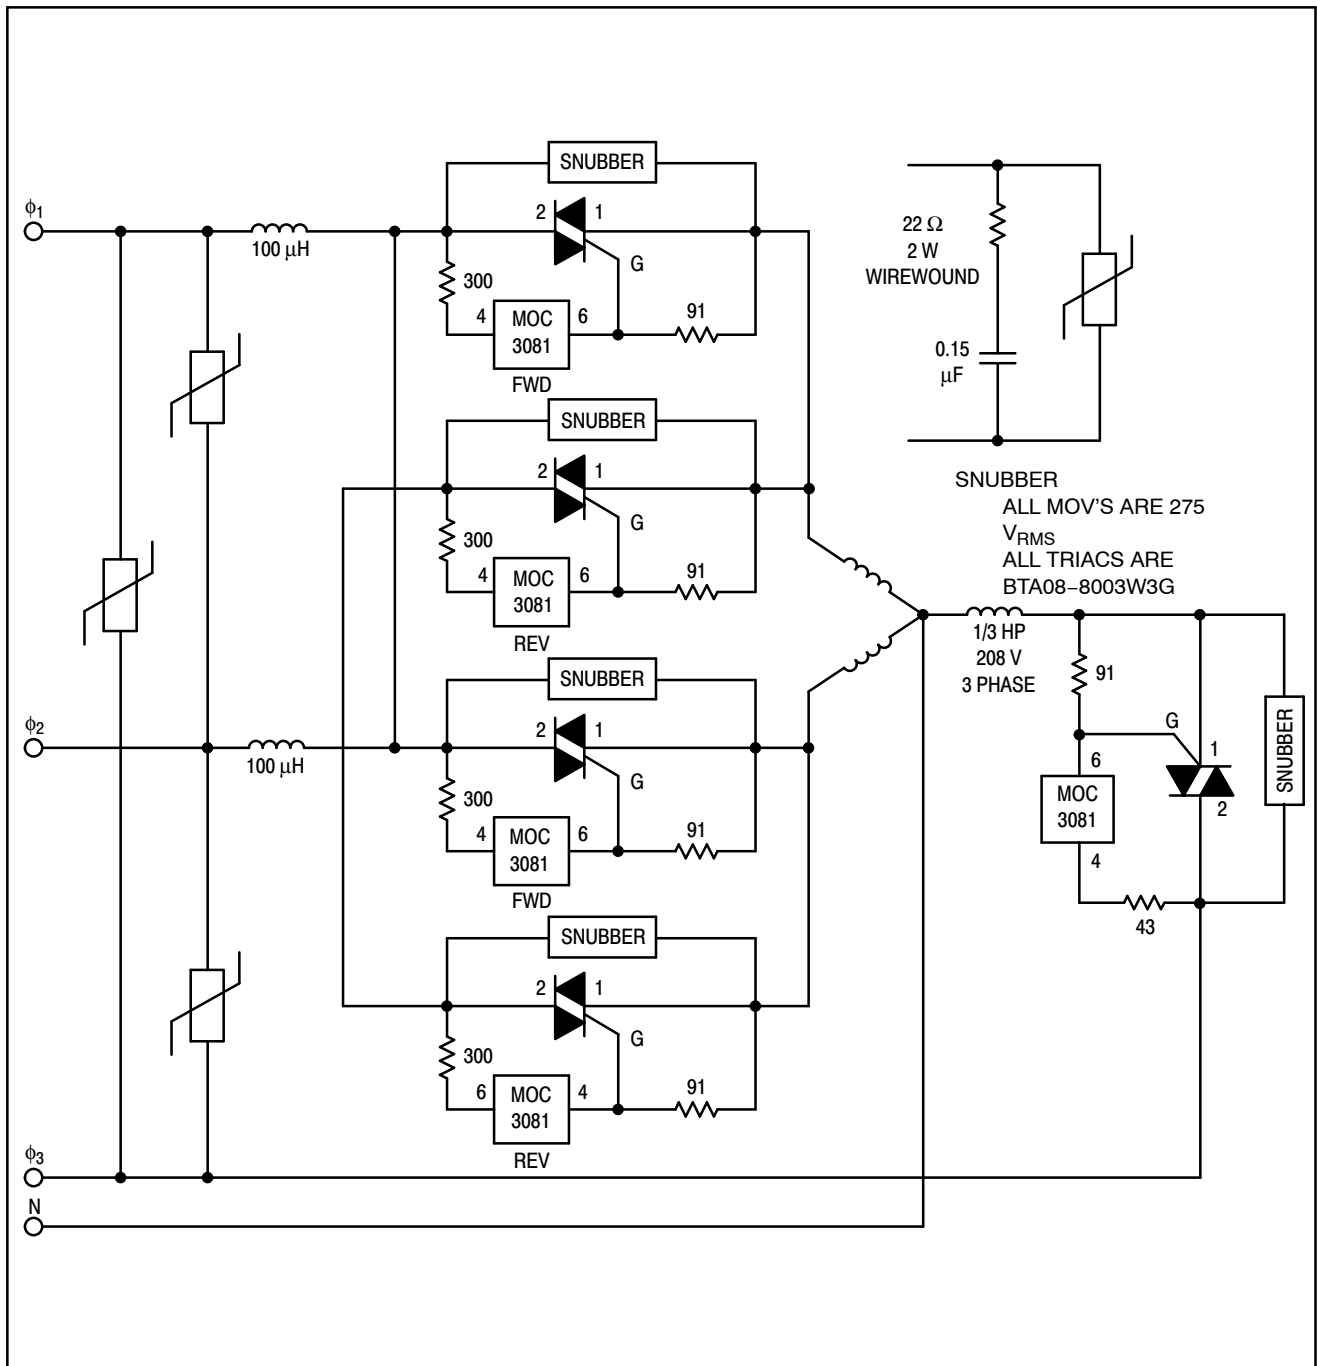 SNUBBER
ϕ1
2 1
22 Ω
2 W
WIREWOUND
100 μH
G
300
91
4 MOC 3081 6
0.15
μF
FWD
SNUBBER
2 1
SNUBBER
ALL MOV'S ARE 275
VRMS
ALL TRIACS ARE
BTA08–8003W3G
G
300
91
4 MOC 3081 6
REV
1/3 HP
208 V
3 PHASE
91
SNUBBER
ϕ2
2 1
G
1
SNUBBER
100 μH
G
6
300
MOC
3081
2
91
4 MOC 3081 6
4
FWD
43
SNUBBER
2 1
G
300
91
6 MOC 3081 4
REV
ϕ3
N